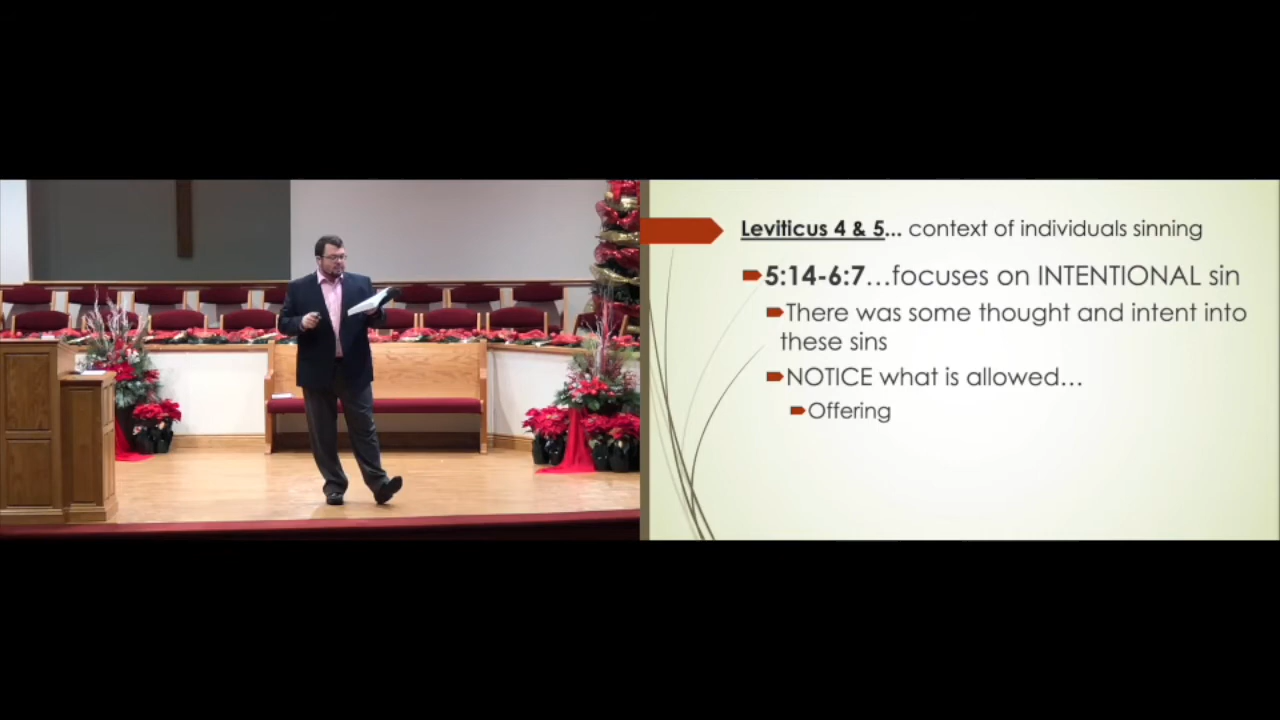 Leviticus 4 & 5... context of individuals sinning
5:14-6:7...focuses on INTENTIONAL sin
There was some thought and intent into
these sins
NOTICE what is allowed...
Offering